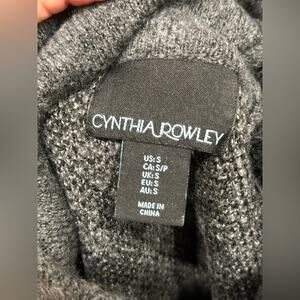 CYNTHIA ROWLEY
US: S
CA: S/P
UK: S
EU: S
AU: S
MADE IN
CHINA